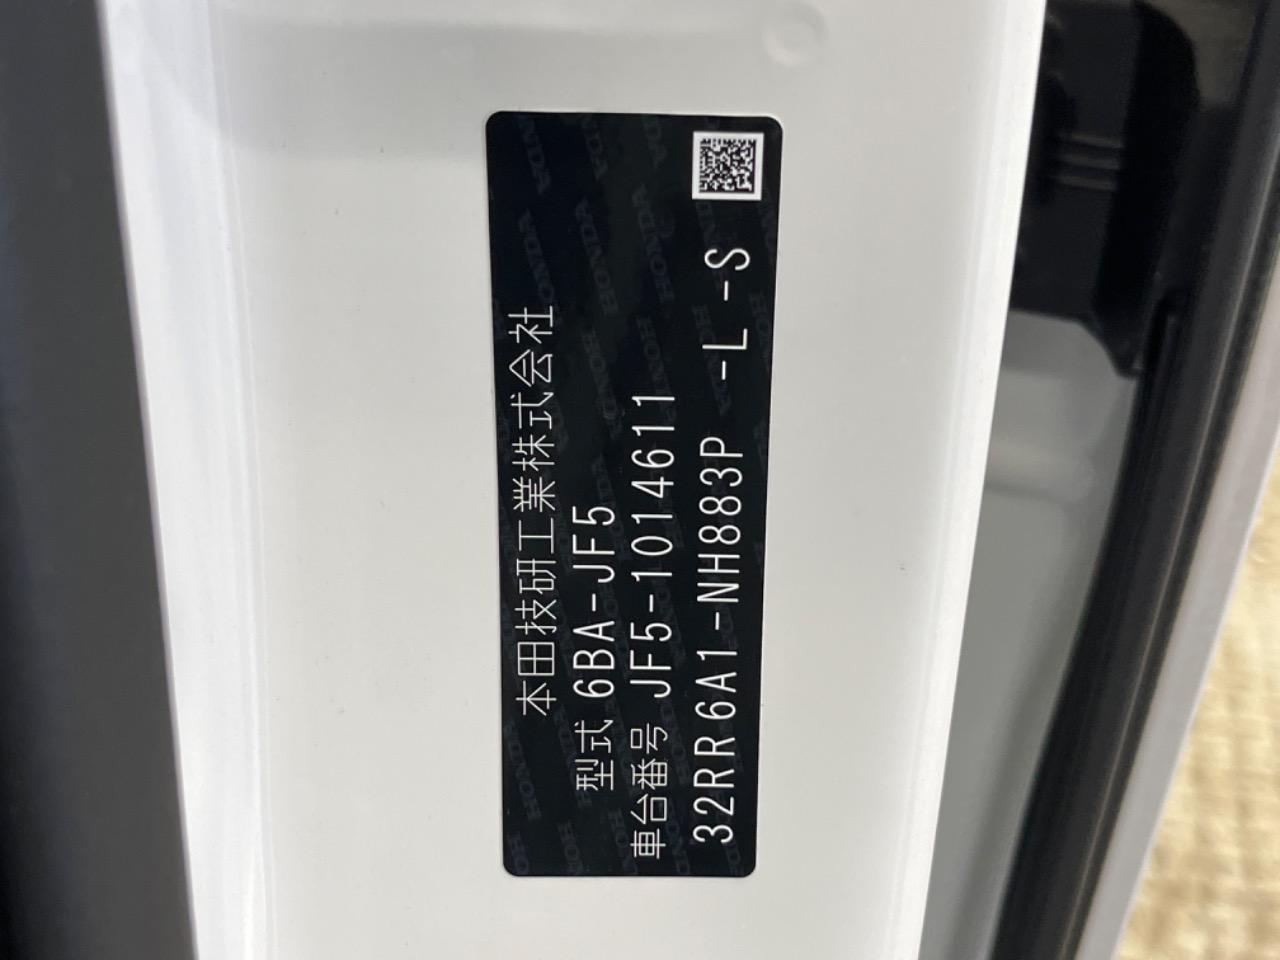 本田技研工業株式会社
型式 6BA-JF5
車台番号 JF5-1014611
32RR6A1-NH883P -L -S